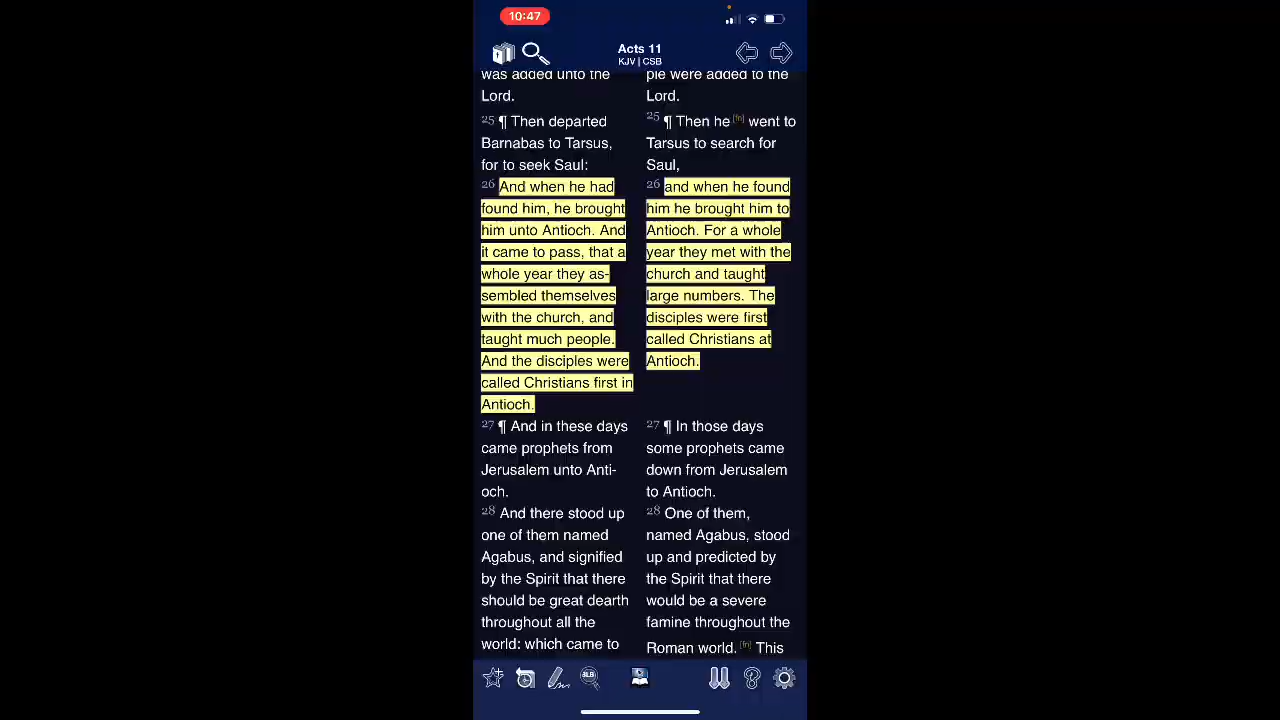 10:47
Acts 11
KJV | CSB
was added unto the
Lord.
25 ¶ Then departed
Barnabas to Tarsus,
for to seek Saul:
26 And when he had
found him, he brought
him unto Antioch. And
it came to pass, that a
whole year they as-
sembled themselves
with the church, and
taught much people.
And the disciples were
called Christians first in
Antioch.
27 ¶ And in these days
came prophets from
Jerusalem unto Anti-
och.
28 And there stood up
one of them named
Agabus, and signified
by the Spirit that there
should be great dearth
throughout all the
world: which came to
ple were added to the
Lord.
25 ¶ Then he [fn] went to
Tarsus to search for
Saul,
26 and when he found
him he brought him to
Antioch. For a whole
year they met with the
church and taught
large numbers. The
disciples were first
called Christians at
Antioch.
27 ¶ In those days
some prophets came
down from Jerusalem
to Antioch.
28 One of them,
named Agabus, stood
up and predicted by
the Spirit that there
would be a severe
famine throughout the
Roman world. [fn] This
BLB